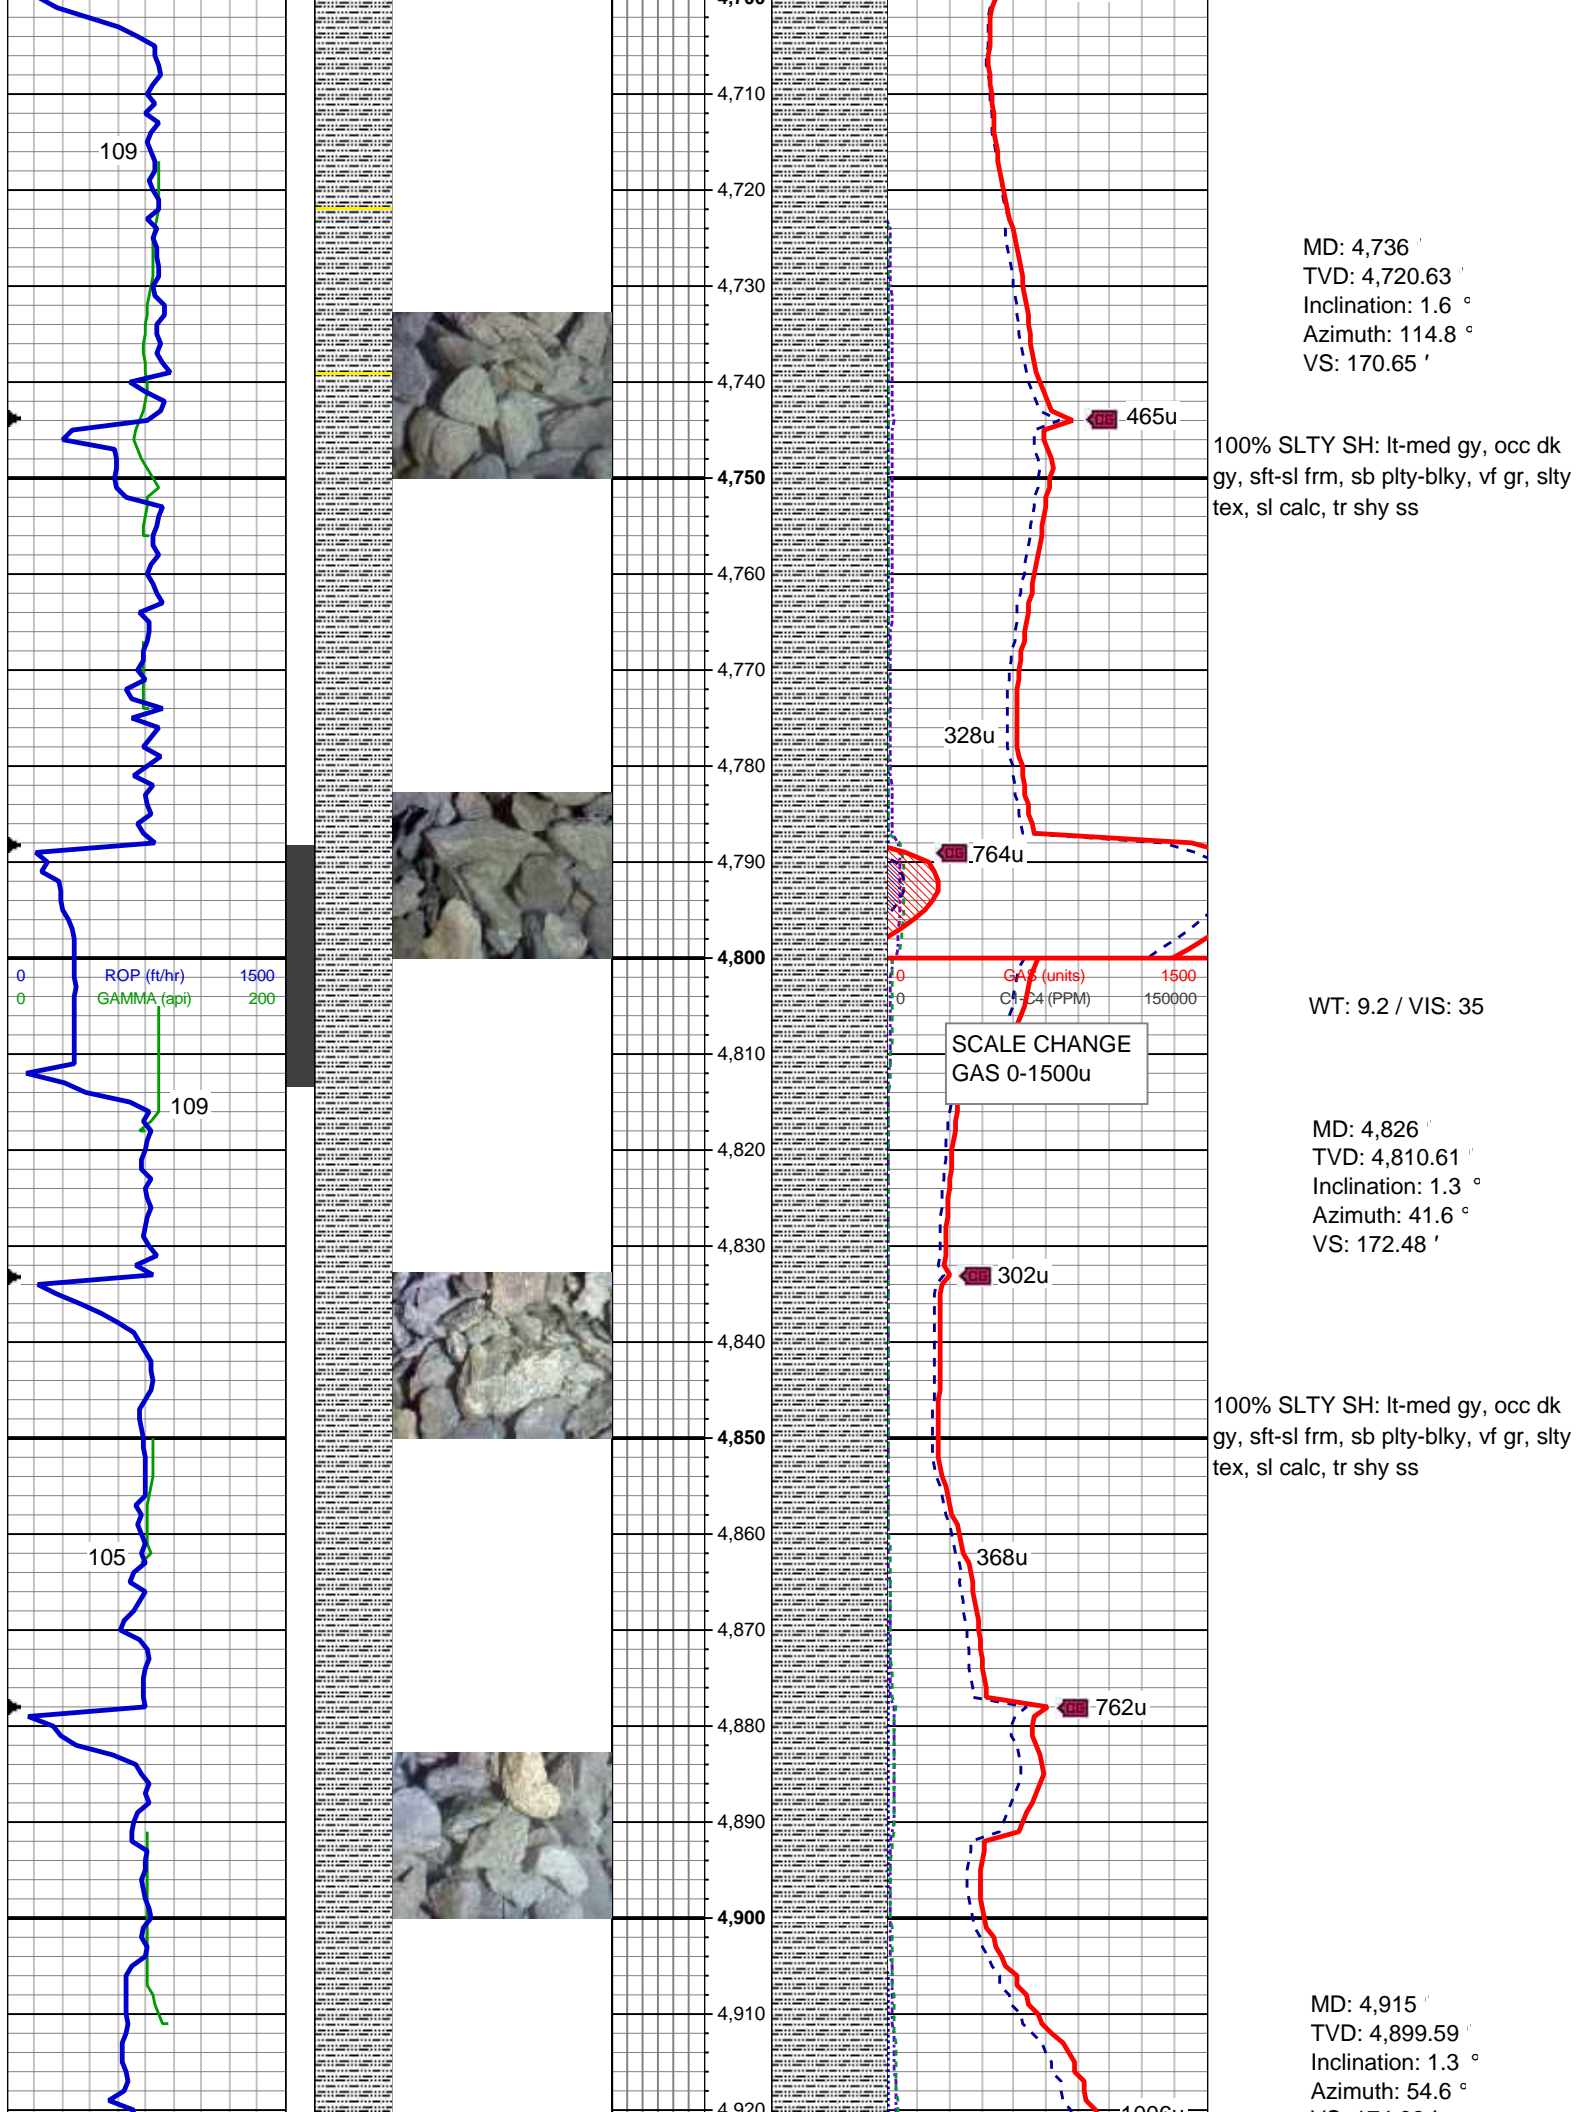 4,710
109
4,720
MD: 4,736 '
TVD: 4,720.63 '
Inclination: 1.6 °
Azimuth: 114.8 °
VS: 170.65 '
4,730
4,740
DG 465u
100% SLTY SH: lt-med gy, occ dk
gy, sft-sl frm, sb plty-blky, vf gr, slty
tex, sl calc, tr shy ss
4,750
4,760
4,770
328u
4,780
DG 764u
4,790
4,800
0 ROP (ft/hr) 1500
0 GAMMA (api) 200
0 GAS (units) 1500
0 C1-C4 (PPM) 150000
WT: 9.2 / VIS: 35
SCALE CHANGE
GAS 0-1500u
4,810
109
MD: 4,826 '
TVD: 4,810.61 '
Inclination: 1.3 °
Azimuth: 41.6 °
VS: 172.48 '
4,820
4,830
DG 302u
4,840
100% SLTY SH: lt-med gy, occ dk
gy, sft-sl frm, sb plty-blky, vf gr, slty
tex, sl calc, tr shy ss
4,850
4,860
105
368u
4,870
DG 762u
4,880
4,890
4,900
4,910
MD: 4,915 '
TVD: 4,899.59 '
Inclination: 1.3 °
Azimuth: 54.6 °
4,920